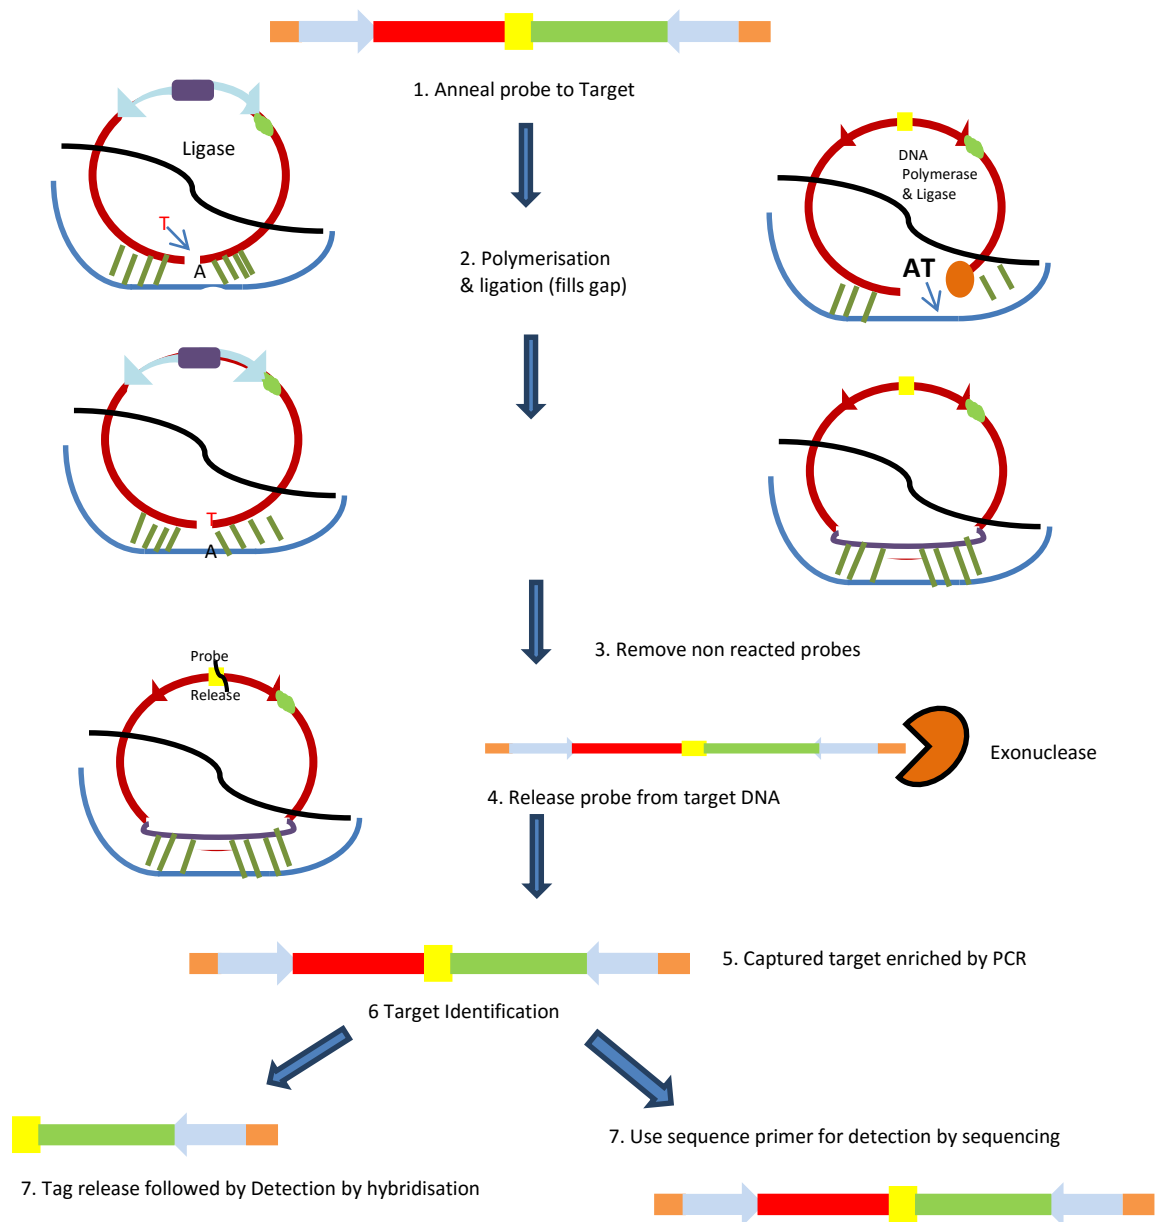 1. Anneal probe to Target
Ligase
T
A
DNA
Polymerase
& Ligase
AT
2. Polymerisation
& ligation (fills gap)
T
A
3. Remove non reacted probes
Probe
Release
Exonuclease
4. Release probe from target DNA
5. Captured target enriched by PCR
6 Target Identification
7. Use sequence primer for detection by sequencing
7. Tag release followed by Detection by hybridisation